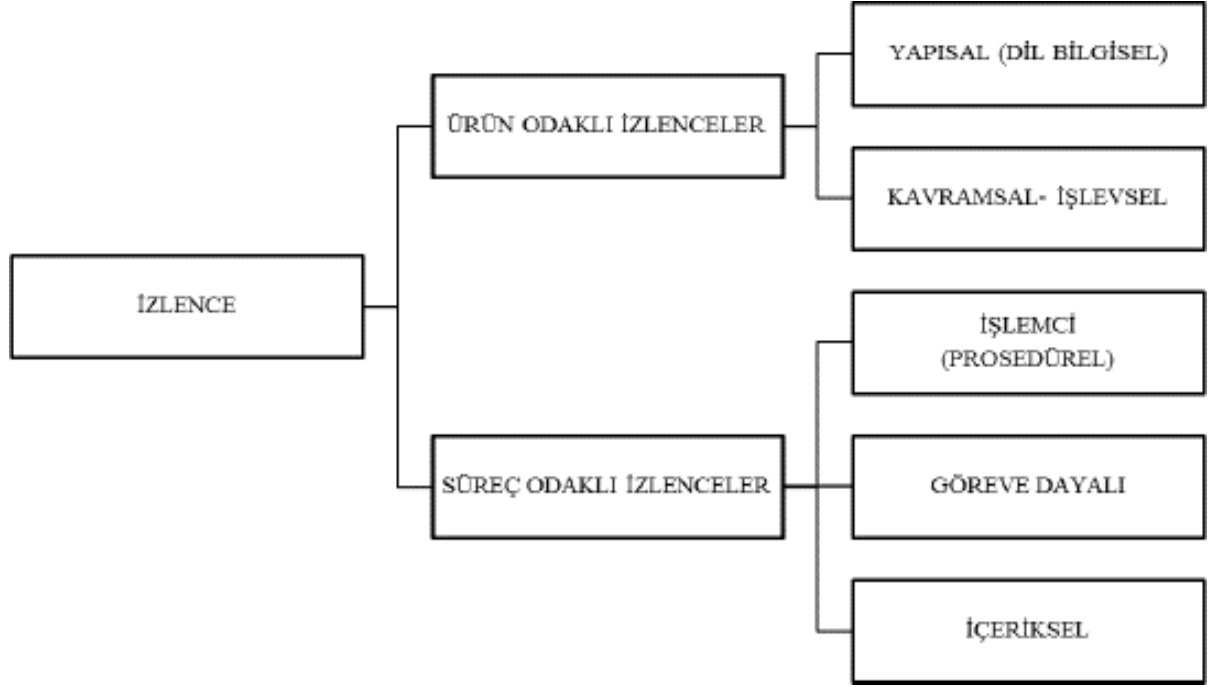 İZLENCE
ÜRÜN ODAKLI İZLENCELER
YAPISAL (DİL BİLGİSEL)
KAVRAMSAL- İŞLEVSEL
SÜREÇ ODAKLI İZLENCELER
İŞLEMCİ
(PROSEDÜREL)
GÖREVE DAYALI
İÇERİKSEL